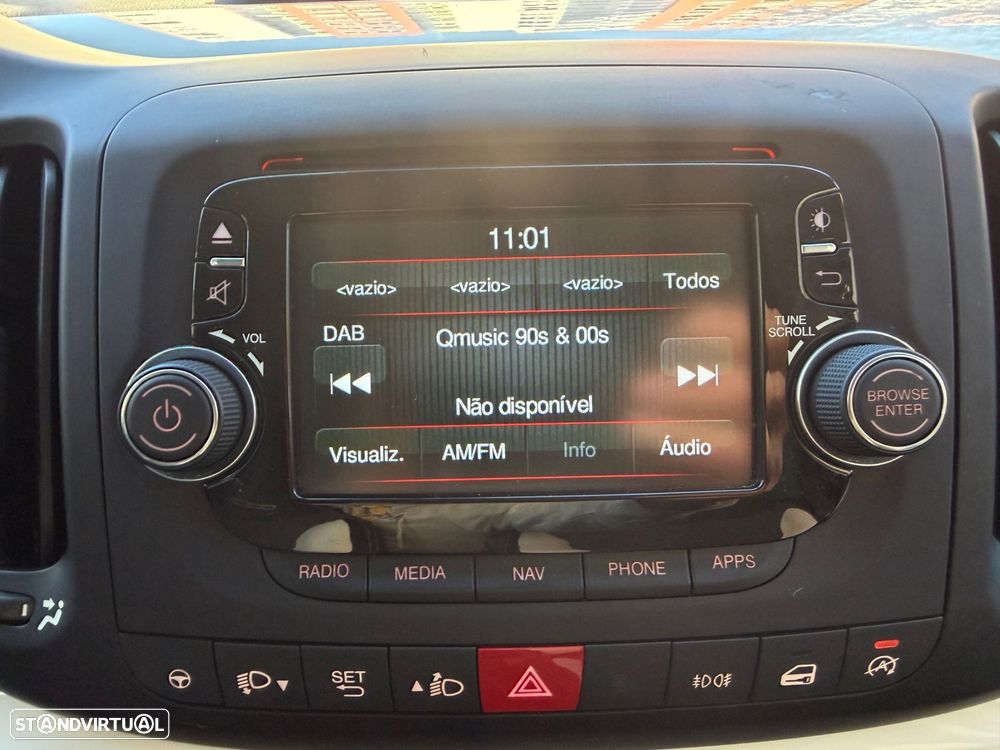 11:01
<vazio> <vazio> <vazio> Todos
DAB Qmusic 90s & 00s
Não disponível
Visualiz. AM/FM Info Áudio
VOL
TUNE
SCROLL
BROWSE
ENTER
RADIO MEDIA NAV PHONE APPS
SET
STANDVIRTUAL